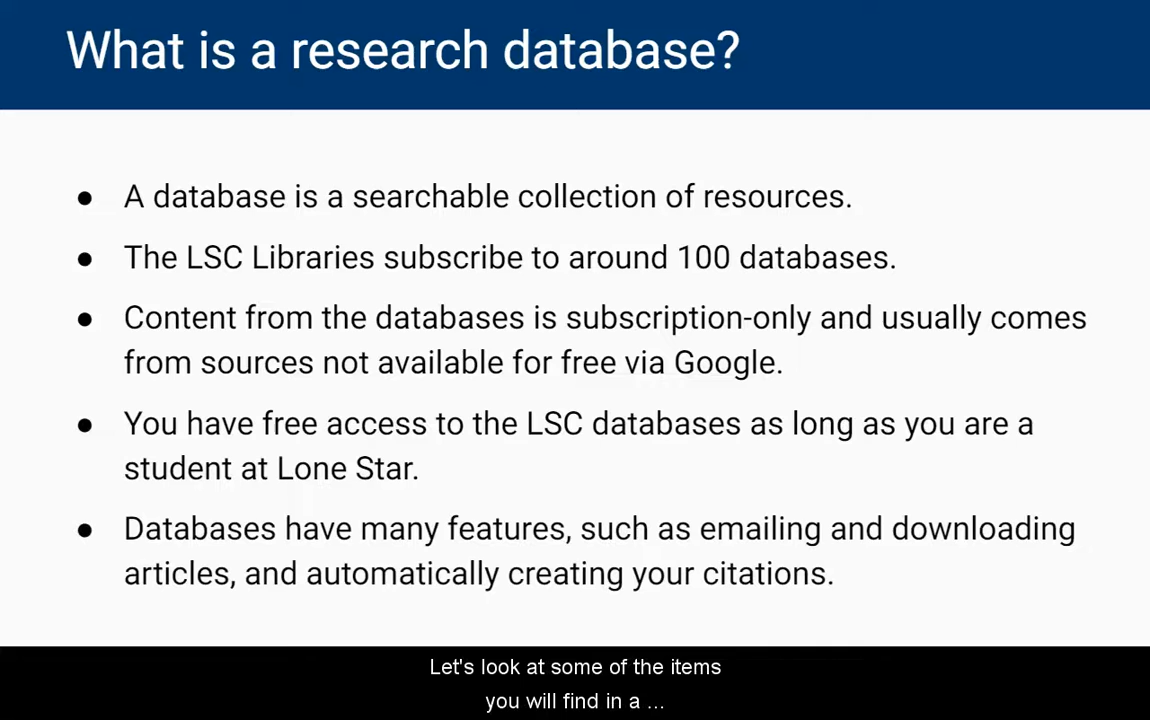 What is a research database?
● A database is a searchable collection of resources.
● The LSC Libraries subscribe to around 100 databases.
● Content from the databases is subscription-only and usually comes
from sources not available for free via Google.
● You have free access to the LSC databases as long as you are a
student at Lone Star.
● Databases have many features, such as emailing and downloading
articles, and automatically creating your citations.
Let's look at some of the items
you will find in a ...